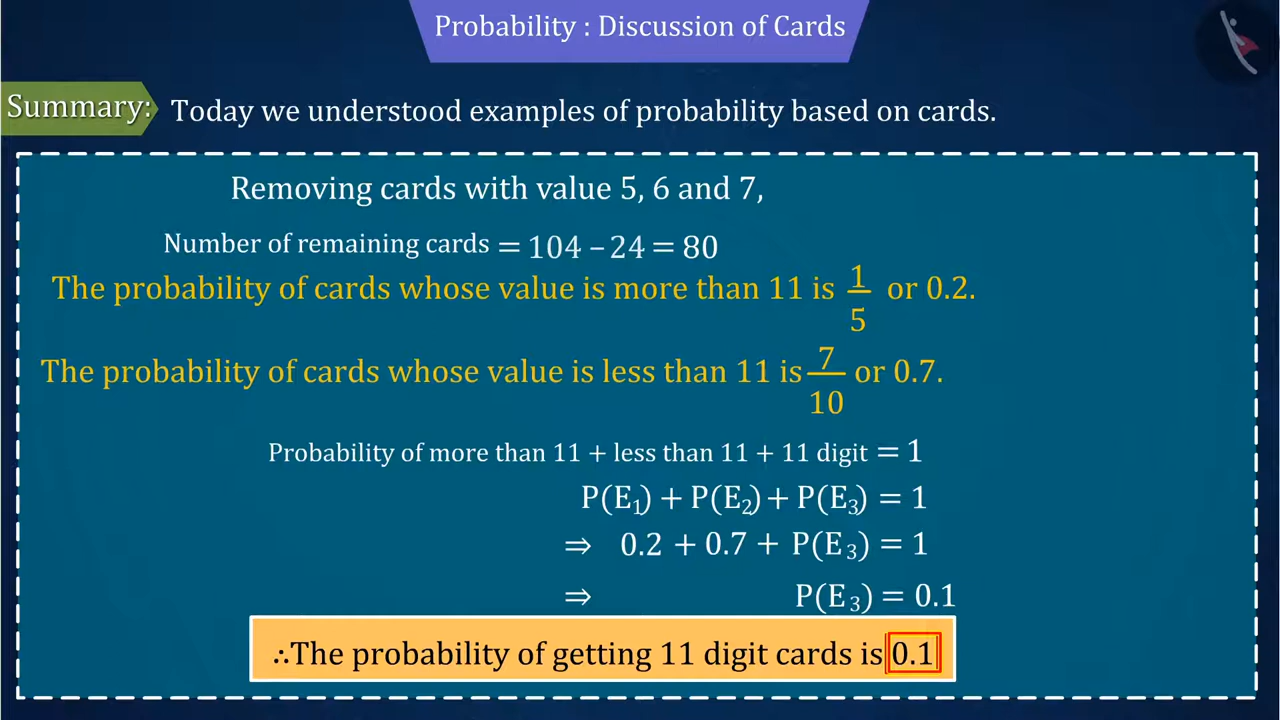 Probability : Discussion of Cards
Summary: Today we understood examples of probability based on cards.
Removing cards with value 5, 6 and 7,
Number of remaining cards = 104 – 24 = 80
The probability of cards whose value is more than 11 is 1/5 or 0.2.
The probability of cards whose value is less than 11 is 7/10 or 0.7.
Probability of more than 11 + less than 11 + 11 digit = 1
P(E₁) + P(E₂) + P(E₃) = 1
⇒ 0.2 + 0.7 + P(E₃) = 1
⇒ P(E₃) = 0.1
∴The probability of getting 11 digit cards is 0.1